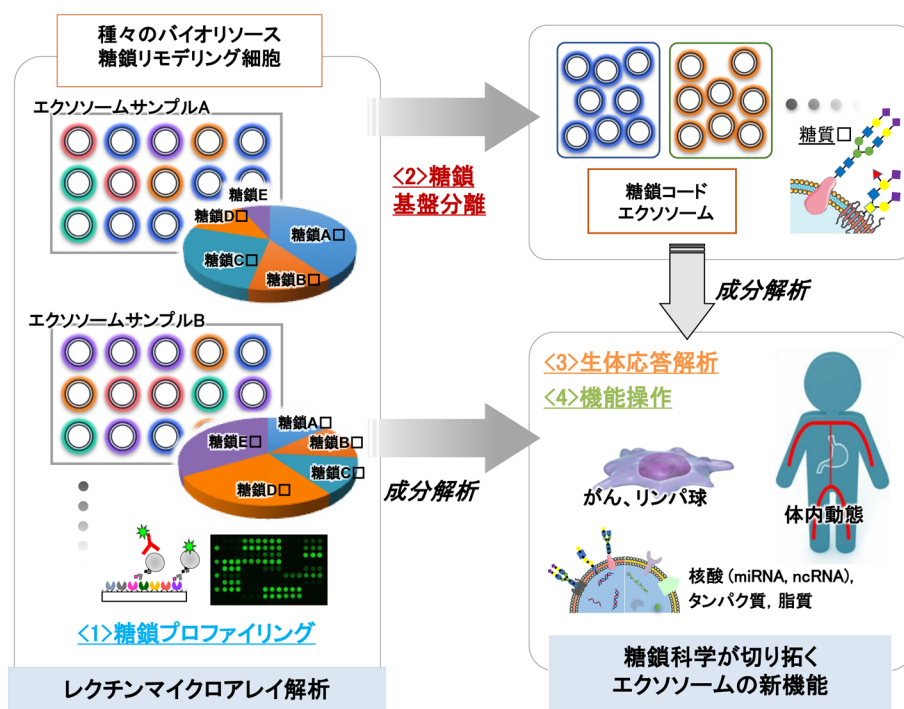 種々のバイオリソース
糖鎖リモデリング細胞
エクソソームサンプルA
糖鎖E
糖鎖D□
糖鎖A□
糖鎖C□
糖鎖B□
エクソソームサンプルB
糖鎖A□
糖鎖B□
糖鎖E□
糖鎖C□
糖鎖D□
<1>糖鎖プロファイリング
レクチンマイクロアレイ解析
<2>糖鎖
基盤分離
成分解析
糖質□
糖鎖コード
エクソソーム
成分解析
<3>生体応答解析
<4>機能操作
がん、リンパ球
体内動態
核酸 (miRNA, ncRNA),
タンパク質, 脂質
糖鎖科学が切り拓く
エクソソームの新機能